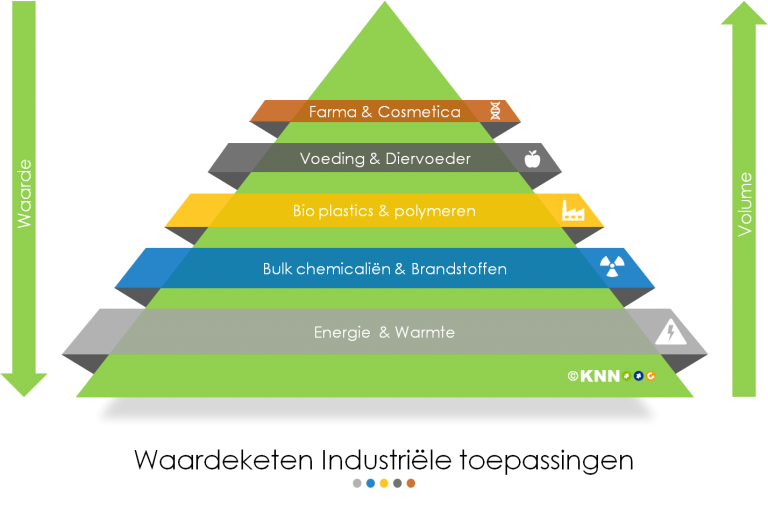 Waarde
Volume
Farma & Cosmetica
Voeding & Diervoeder
Bio plastics & polymeren
Bulk chemicaliën & Brandstoffen
Energie & Warmte
©KNN
Waardeketen Industriële toepassingen